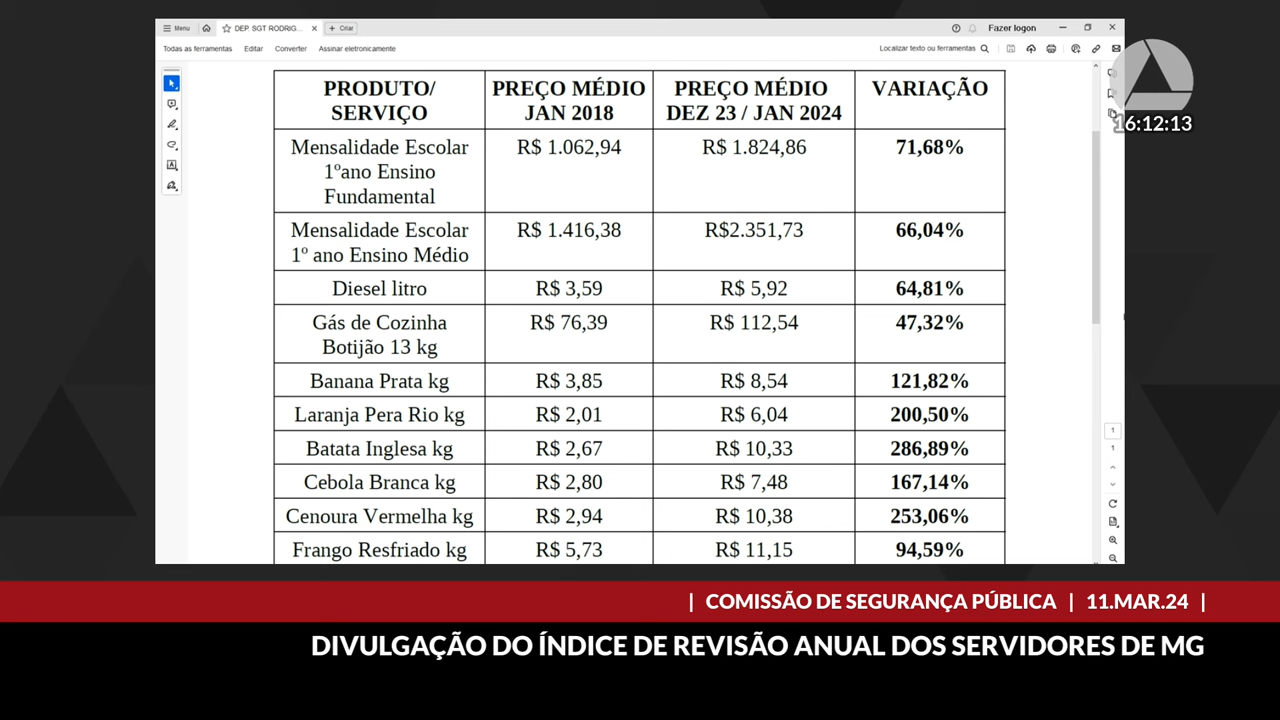 Menu
DEP. SGT RODRIG...
Criar
Fazer logon
Todas as ferramentas
Editar
Converter
Assinar eletronicamente
Localizar texto ou ferramentas
16:12:13
PRODUTO/
SERVIÇO
PREÇO MÉDIO
JAN 2018
PREÇO MÉDIO
DEZ 23 / JAN 2024
VARIAÇÃO
Mensalidade Escolar
1ºano Ensino
Fundamental
R$ 1.062,94
R$ 1.824,86
71,68%
Mensalidade Escolar
1º ano Ensino Médio
R$ 1.416,38
R$2.351,73
66,04%
Diesel litro
R$ 3,59
R$ 5,92
64,81%
Gás de Cozinha
Botijão 13 kg
R$ 76,39
R$ 112,54
47,32%
Banana Prata kg
R$ 3,85
R$ 8,54
121,82%
Laranja Pera Rio kg
R$ 2,01
R$ 6,04
200,50%
Batata Inglesa kg
R$ 2,67
R$ 10,33
286,89%
Cebola Branca kg
R$ 2,80
R$ 7,48
167,14%
Cenoura Vermelha kg
R$ 2,94
R$ 10,38
253,06%
Frango Resfriado kg
R$ 5,73
R$ 11,15
94,59%
1
1
| COMISSÃO DE SEGURANÇA PÚBLICA | 11.MAR.24 |
DIVULGAÇÃO DO ÍNDICE DE REVISÃO ANUAL DOS SERVIDORES DE MG